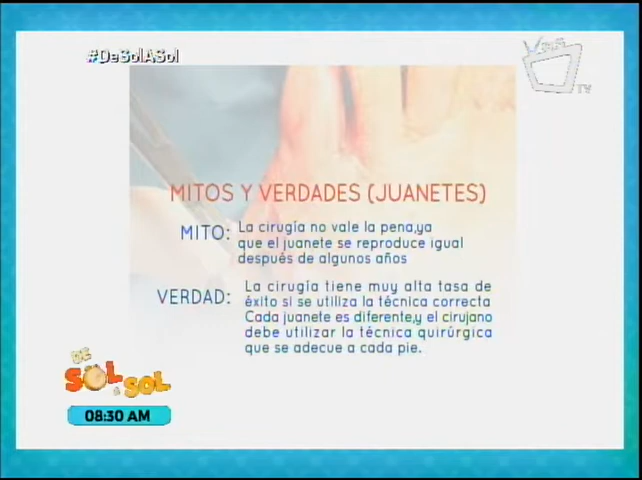 #DeSolASol
TV
MITOS Y VERDADES (JUANETES)
MITO: La cirugía no vale la pena,ya
que el juanete se reproduce igual
después de algunos años
VERDAD: La cirugía tiene muy alta tasa de
éxito si se utiliza la técnica correcta
Cada juanete es diferente,y el cirujano
debe utilizar la técnica quirúrgica
que se adecue a cada pie.
DE
SOL
a SOL
08:30 AM